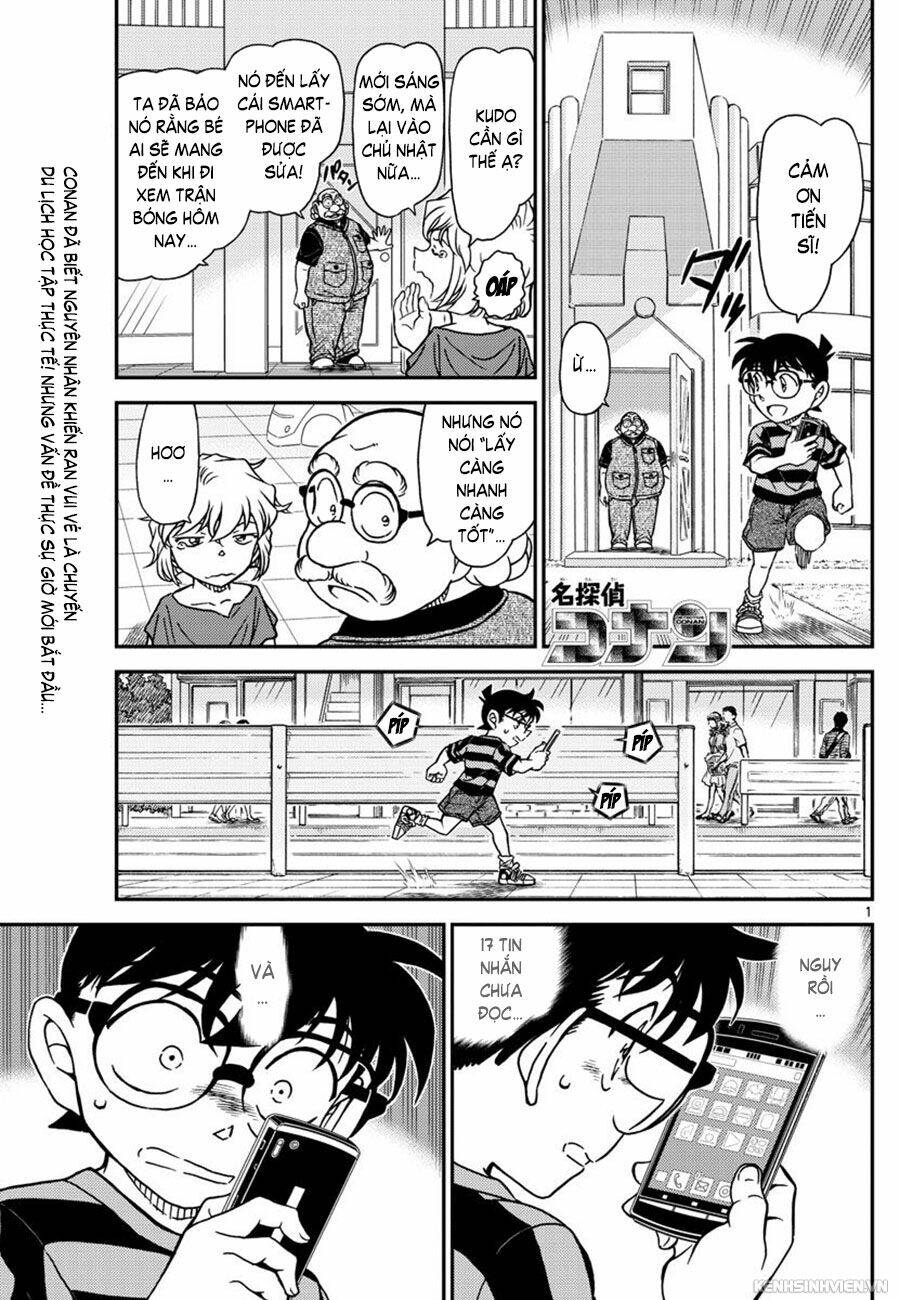 CẢM
ƠN
TIẾN
SĨ!
Ừ...
KUDO
CẦN GÌ
THẾ Ạ?
OÁP
MỚI SÁNG
SỚM, MÀ
LẠI VÀO
CHỦ NHẬT
NỮA...
NÓ ĐẾN LẤY
CÁI SMART-
PHONE ĐÃ
ĐƯỢC
SỬA!
TA ĐÃ BẢO
NÓ RẰNG BÉ
AI SẼ MANG
ĐẾN KHI ĐI
XEM TRẬN
BÓNG HÔM
NAY...
バタン
NHƯNG NÓ
NÓI “LẤY
CÀNG
NHANH
CÀNG
TỐT”
HƠƠ
...
名探偵
コナン
CONAN
CONAN ĐÃ BIẾT NGUYÊN NHÂN KHIẾN RAN VUI VẺ LÀ CHUYẾN
DU LỊCH HỌC TẬP THỰC TẾ! NHƯNG VẤN ĐỀ THỰC SỰ GIỜ MỚI BẮT ĐẦU...
PÍP
PÍP
PÍP
1
NGUY
RỒI
...
17 TIN
NHẮN
CHƯA
ĐỌC...
VÀ
...
KENHSINHVIEN.VN